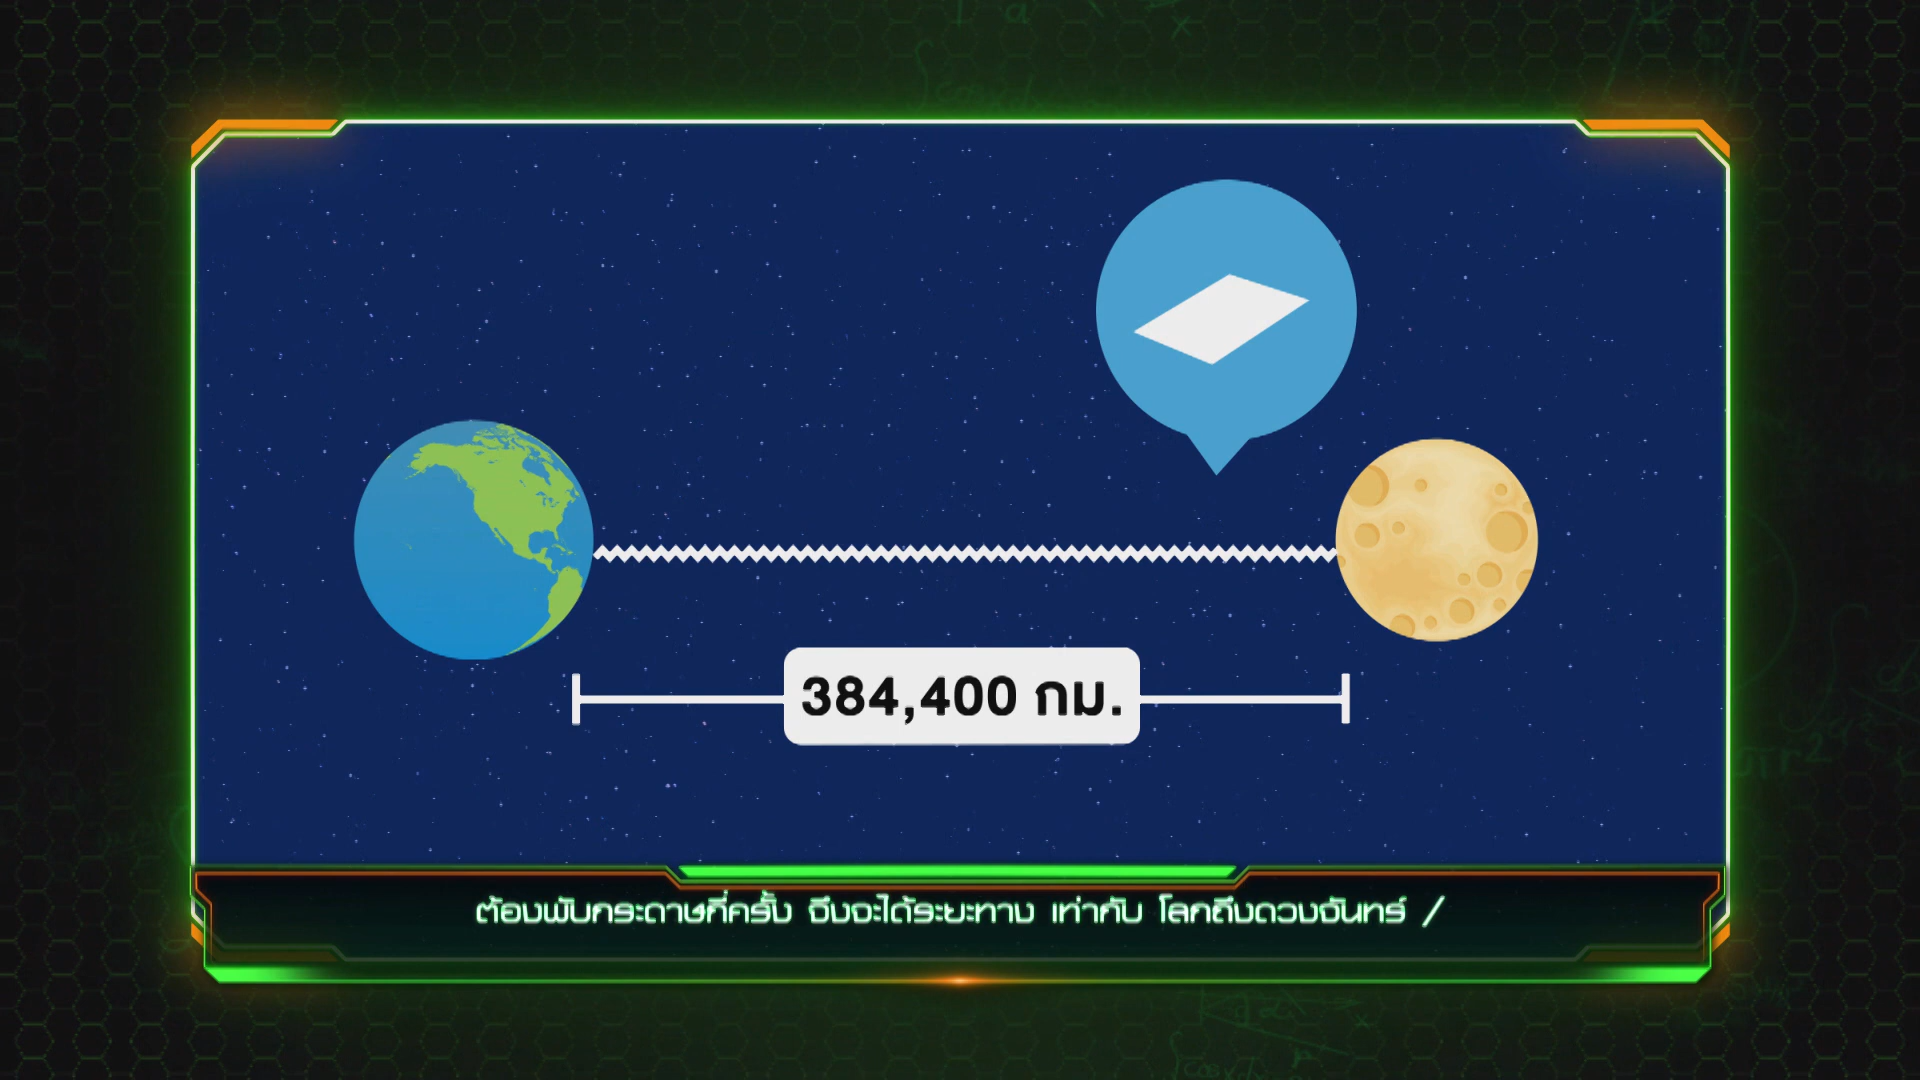 384,400 กม.
ต้องพับกระดาษกี่ครั้ง จึงจะได้ระยะทาง เท่ากับ โลกถึงดวงจันทร์ /